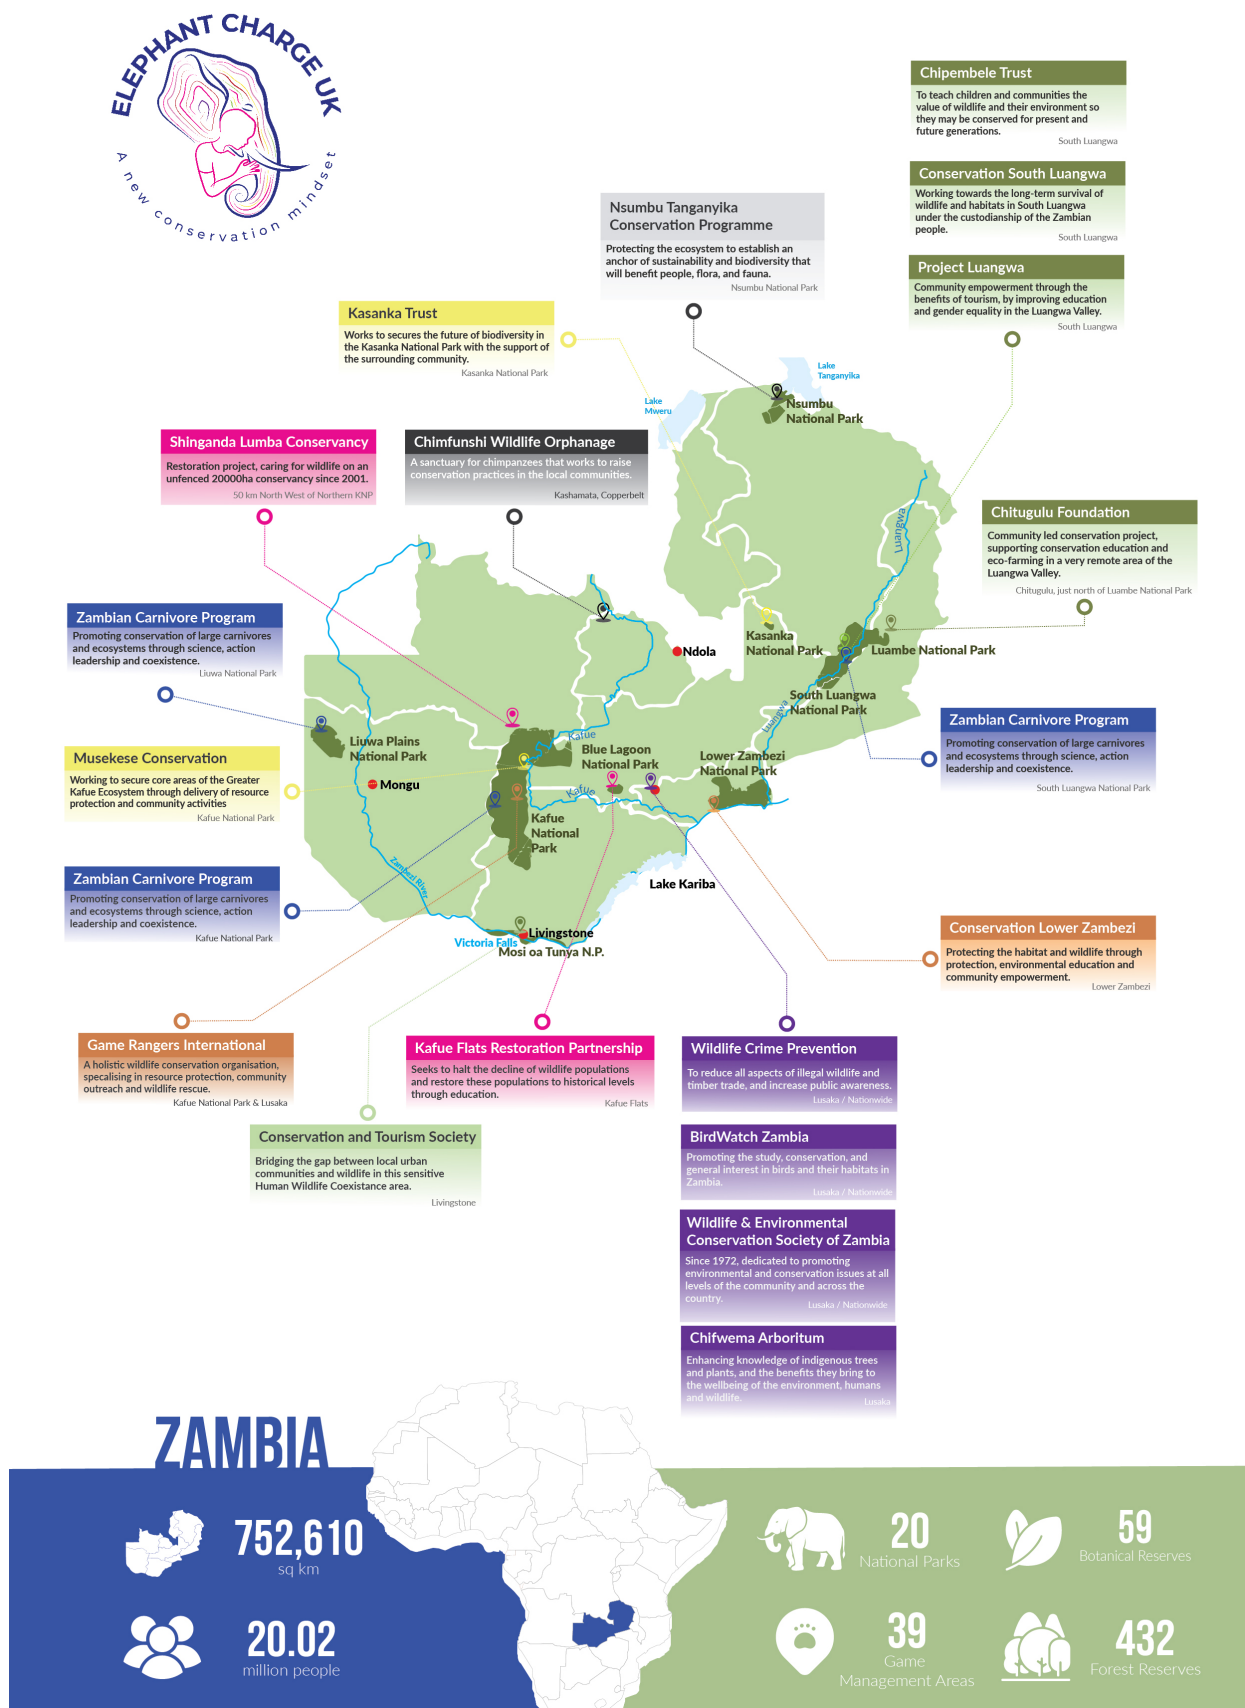 ELEPHANT CHARGE UK
A new conservation mindset
Chipembele Trust
To teach children and communities the
value of wildlife and their environment so
they may be conserved for present and
future generations.
South Luangwa
Conservation South Luangwa
Working towards the long-term survival of
wildlife and habitats in South Luangwa
under the custodianship of the Zambian
people.
South Luangwa
Nsumbu Tanganyika
Conservation Programme
Protecting the ecosystem to establish an
anchor of sustainability and biodiversity that
will benefit people, flora, and fauna.
Nsumbu National Park
Project Luangwa
Community empowerment through the
benefits of tourism, by improving education
and gender equality in the Luangwa Valley.
South Luangwa
Kasanka Trust
Works to secures the future of biodiversity in
the Kasanka National Park with the support of
the surrounding community.
Kasanka National Park
Lake
Tanganyika
Lake
Mweru
Nsumbu
National Park
Shinganda Lumba Conservancy
Restoration project, caring for wildlife on an
unfenced 20000ha conservancy since 2001.
50 km North West of Northern KNP
Chimfunshi Wildlife Orphanage
A sanctuary for chimpanzees that works to raise
conservation practices in the local communities.
Kashamata, Copperbelt
Luangwa
Chitugulu Foundation
Community led conservation project,
supporting conservation education and
eco-farming in a very remote area of the
Luangwa Valley.
Chitugulu, just north of Luambe National Park
Zambian Carnivore Program
Promoting conservation of large carnivores
and ecosystems through science, action
leadership and coexistence.
Liuwa National Park
Kasanka
National Park
Ndola
Luambe National Park
South Luangwa
National Park
Luangwa
Zambian Carnivore Program
Promoting conservation of large carnivores
and ecosystems through science, action
leadership and coexistence.
South Luangwa National Park
Liuwa Plains
National Park
Kafue
Blue Lagoon
National Park
Lower Zambezi
National Park
Musekese Conservation
Working to secure core areas of the Greater
Kafue Ecosystem through delivery of resource
protection and community activities
Kafue National Park
Mongu
Kafue
Kafue
National
Park
Zambezi River
Lake Kariba
Zambian Carnivore Program
Promoting conservation of large carnivores
and ecosystems through science, action
leadership and coexistence.
Kafue National Park
Livingstone
Victoria Falls
Mosi oa Tunya N.P.
Conservation Lower Zambezi
Protecting the habitat and wildlife through
protection, environmental education and
community empowerment.
Lower Zambezi
Game Rangers International
A holistic wildlife conservation organisation,
specalising in resource protection, community
outreach and wildlife rescue.
Kafue National Park & Lusaka
Kafue Flats Restoration Partnership
Seeks to halt the decline of wildlife populations
and restore these populations to historical levels
through education.
Kafue Flats
Wildlife Crime Prevention
To reduce all aspects of illegal wildlife and
timber trade, and increase public awareness.
Lusaka / Nationwide
Conservation and Tourism Society
Bridging the gap between local urban
communities and wildlife in this sensitive
Human Wildlife Coexistance area.
Livingstone
BirdWatch Zambia
Promoting the study, conservation, and
general interest in birds and their habitats in
Zambia.
Lusaka / Nationwide
Wildlife & Environmental
Conservation Society of Zambia
Since 1972, dedicated to promoting
environmental and conservation issues at all
levels of the community and across the
country.
Lusaka / Nationwide
Chifwema Arboritum
Enhancing knowledge of indigenous trees
and plants, and the benefits they bring to
the wellbeing of the environment, humans
and wildlife.
Lusaka
ZAMBIA
752,610
sq km
20.02
million people
20
National Parks
59
Botanical Reserves
39
Game
Management Areas
432
Forest Reserves